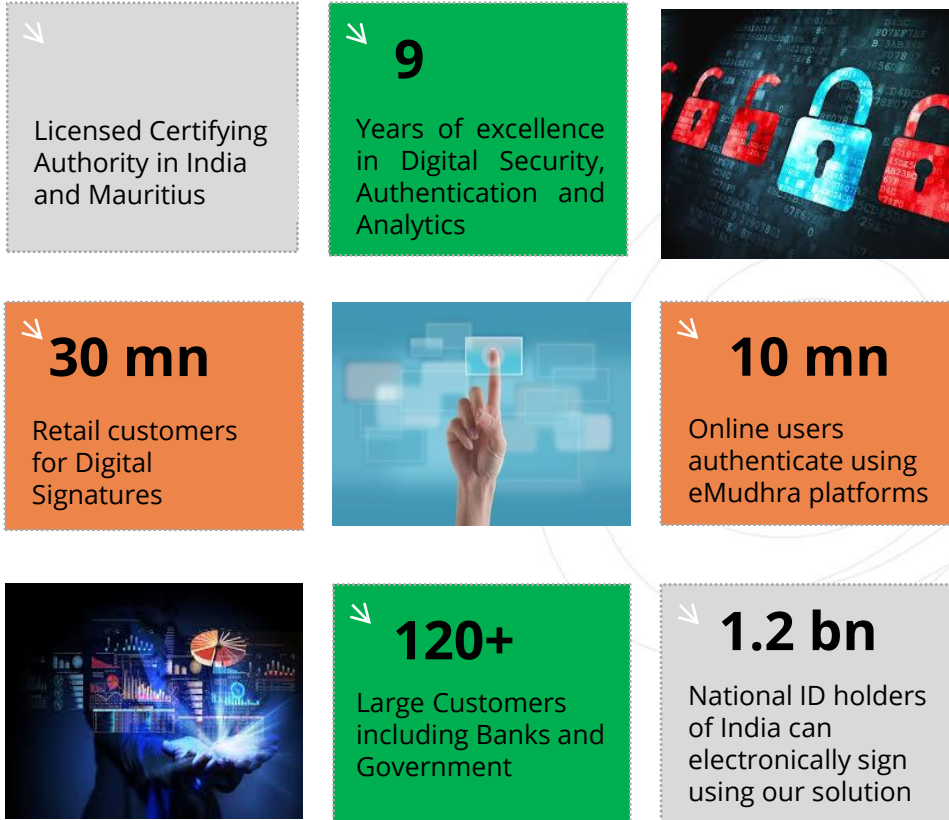 Licensed Certifying
Authority in India
and Mauritius
9
Years of excellence
in Digital Security,
Authentication and
Analytics
30 mn
Retail customers
for Digital
Signatures
10 mn
Online users
authenticate using
eMudhra platforms
120+
Large Customers
including Banks and
Government
1.2 bn
National ID holders
of India can
electronically sign
using our solution